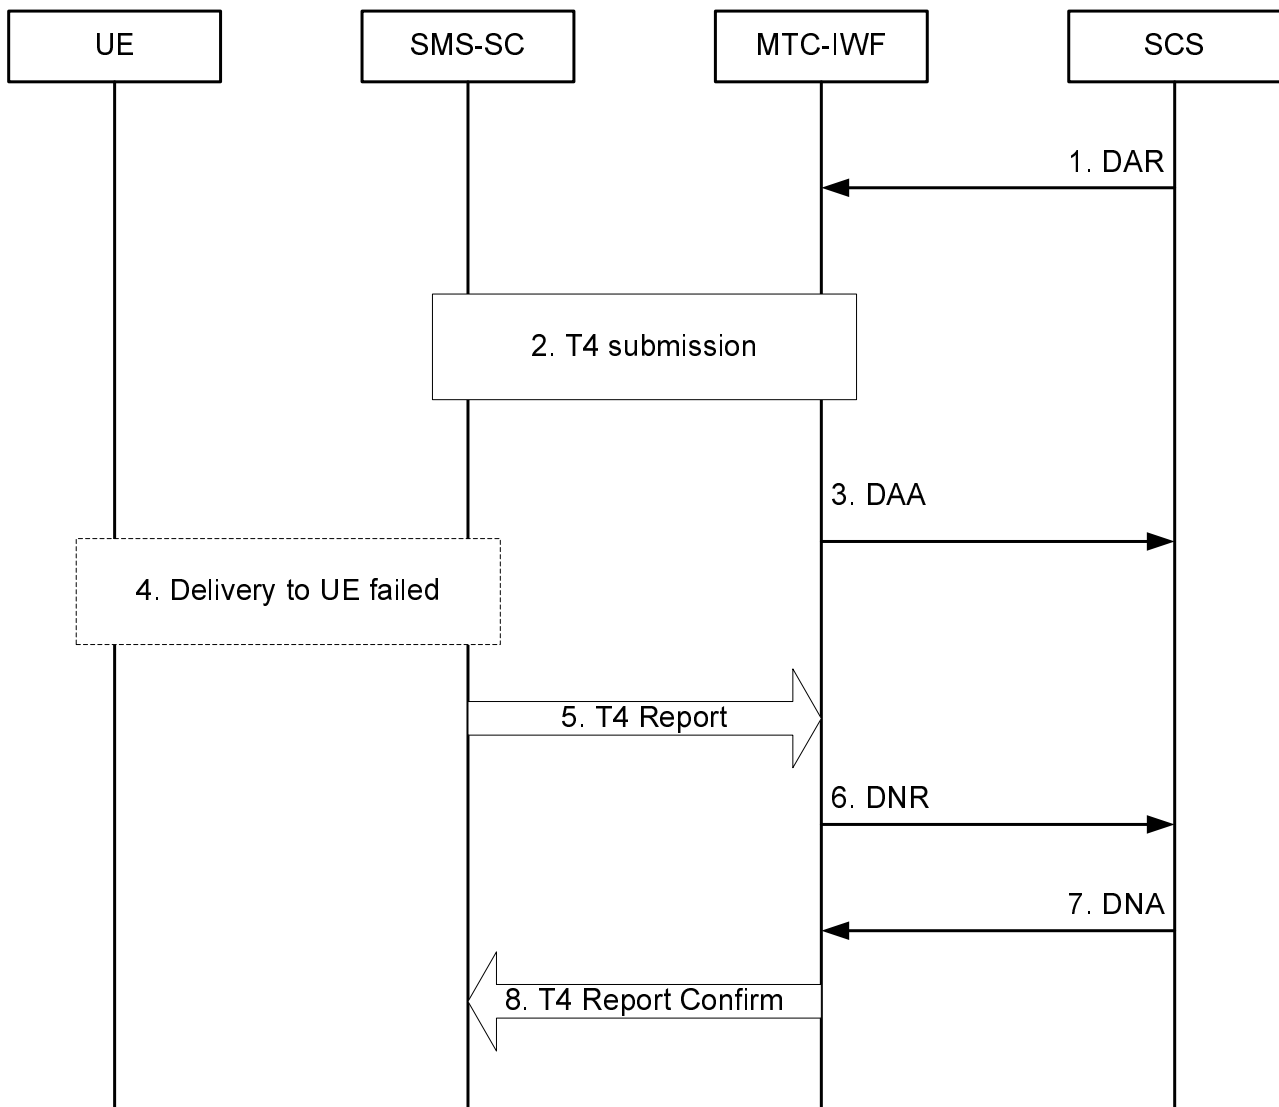 UE
SMS-SC
MTC-IWF
SCS
1. DAR
2. T4 submission
3. DAA
4. Delivery to UE failed
5. T4 Report
6. DNR
7. DNA
8. T4 Report Confirm